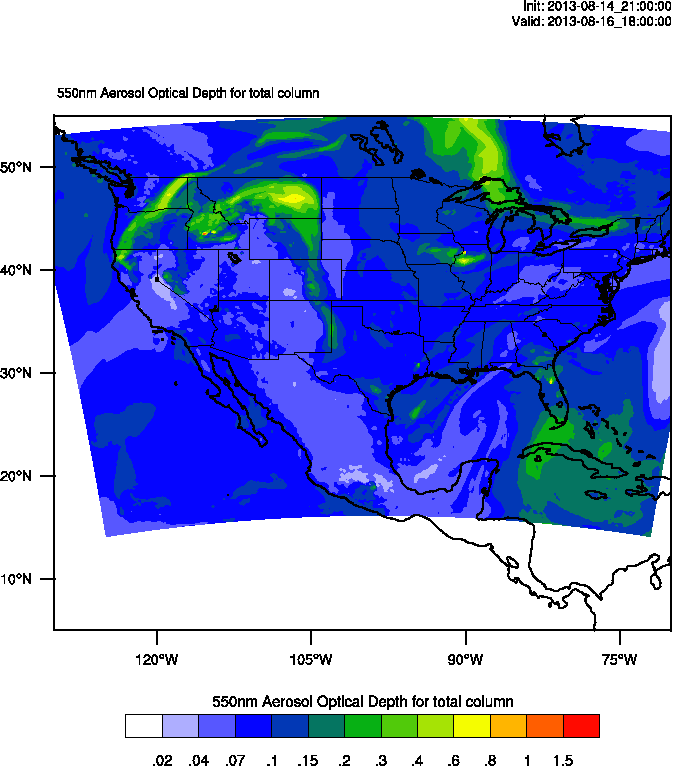 Init: 2013-08-14_21:00:00
Valid: 2013-08-16_18:00:00
550nm Aerosol Optical Depth for total column
50°N
40°N
30°N
20°N
10°N
120°W 105°W 90°W 75°W
550nm Aerosol Optical Depth for total column
.02 .04 .07 .1 .15 .2 .3 .4 .6 .8 1 1.5